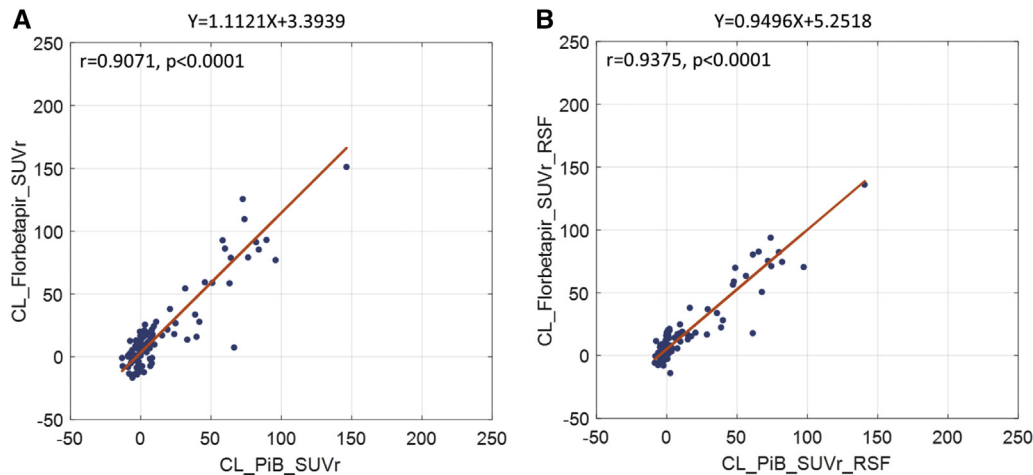 A
Y=1.1121X+3.3939
r=0.9071, p<0.0001
250
200
150
100
50
0
-50
CL_Florbetapir_SUVr
-50 0 50 100 150 200 250
CL_PiB_SUVr
B
Y=0.9496X+5.2518
r=0.9375, p<0.0001
250
200
150
100
50
0
-50
CL_Florbetapir_SUVr_RSF
-50 0 50 100 150 200 250
CL_PiB_SUVr_RSF